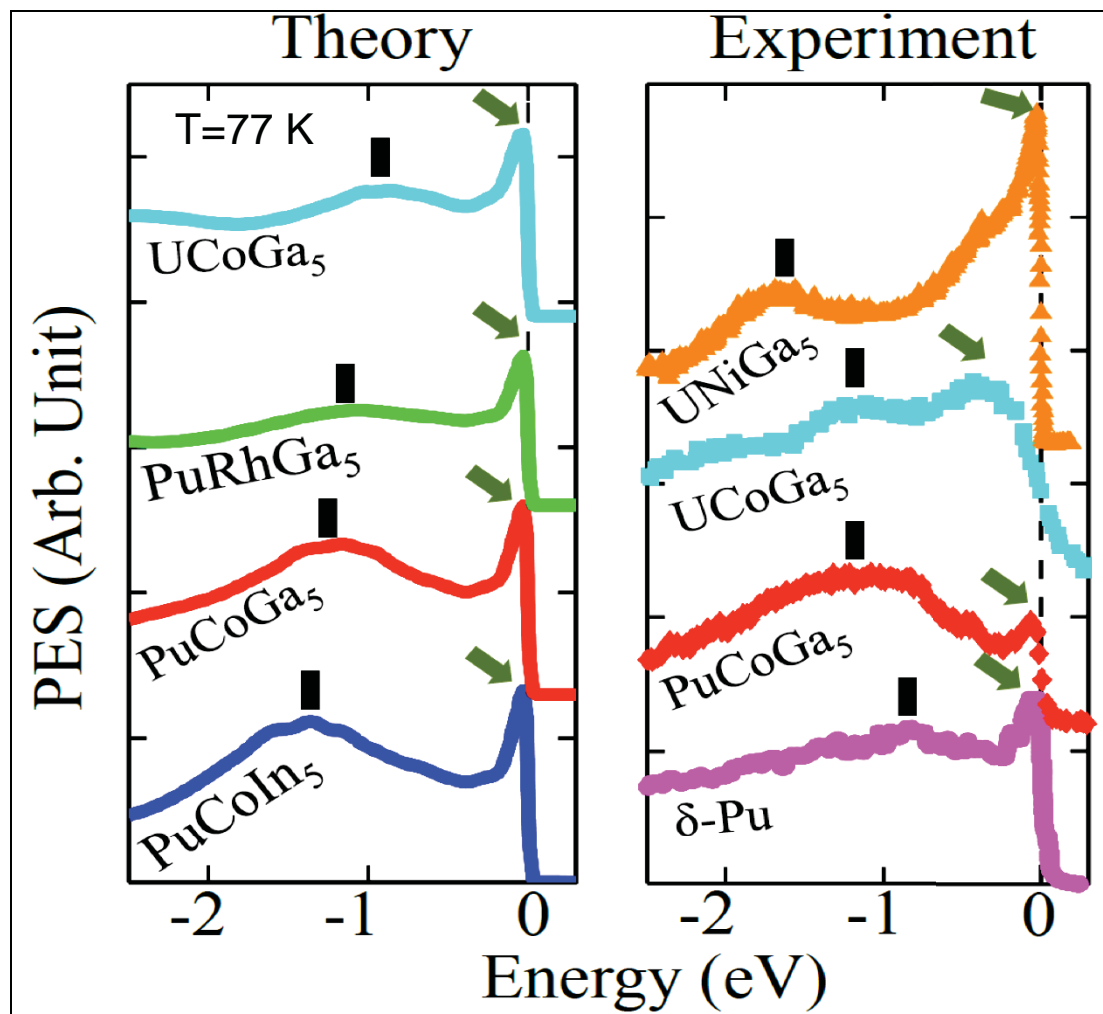 Theory
Experiment
T=77 K
UCoGa₅
PuRhGa₅
PuCoGa₅
PuCoIn₅
UNiGa₅
UCoGa₅
PuCoGa₅
δ-Pu
PES (Arb. Unit)
-2 -1 0
-2 -1 0
Energy (eV)